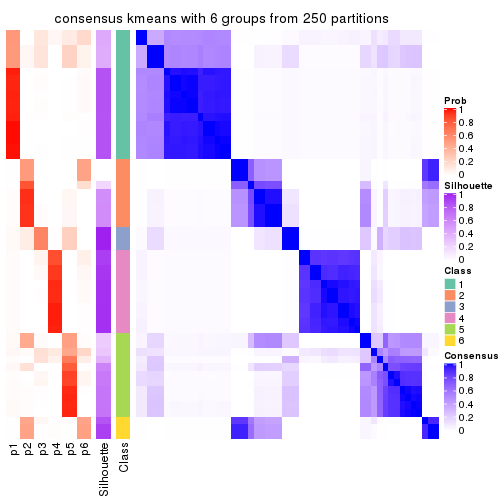 consensus kmeans with 6 groups from 250 partitions
Prob
1
0.8
0.6
0.4
0.2
0
Silhouette
1
0.8
0.6
0.4
0.2
0
Class
1
2
3
4
5
6
Consensus
1
0.8
0.6
0.4
0.2
0
p1
p2
p3
p4
p5
p6
Silhouette
Class